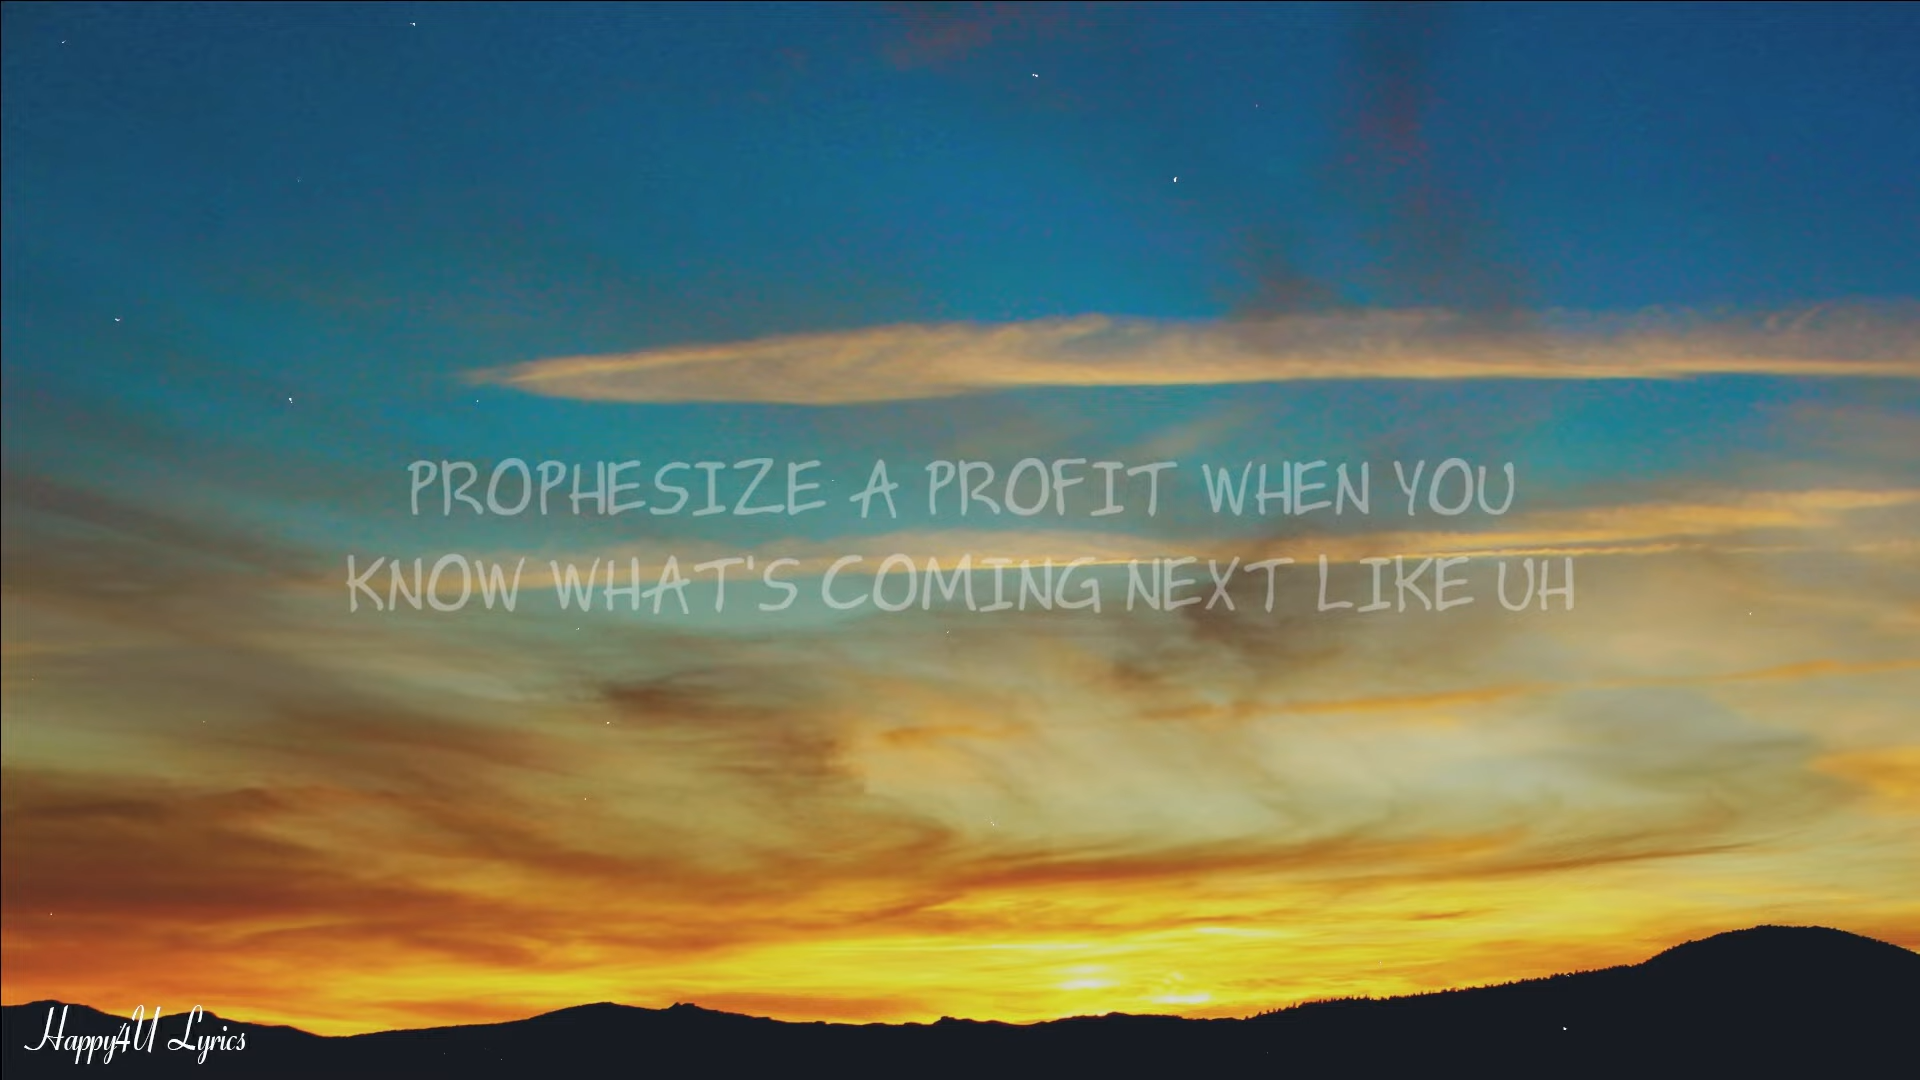 PROPHESIZE A PROFIT WHEN YOU
KNOW WHAT'S COMING NEXT LIKE UH
Happy4U Lyrics